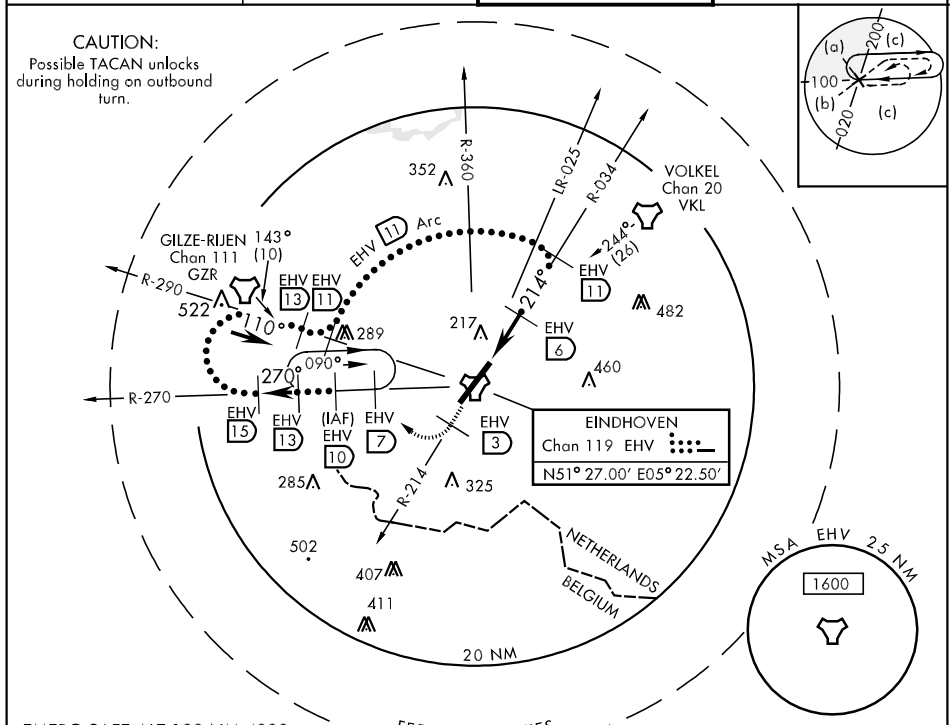 CAUTION:
Possible TACAN unlocks
during holding on outbound
turn.
(a)
200
(c)
100
(b)
020
(c)
R-360
LR-025
R-034
352
VOLKEL
Chan 20
VKL
244°
(26)
EHV 11 Arc
GILZE-RIJEN
Chan 111
GZR
143°
(10)
R-290
522
110°
EHV
13
EHV
11
289
214°
EHV
11
482
217
EHV
6
460
090°
270°
R-270
EHV
15
EHV
13
(IAF)
EHV
10
EHV
7
EHV
3
EINDHOVEN
Chan 119 EHV
N51° 27.00' E05° 22.50'
285
R-214
325
502
407
411
NETHERLANDS
BELGIUM
20 NM
MSA EHV 25 NM
1600